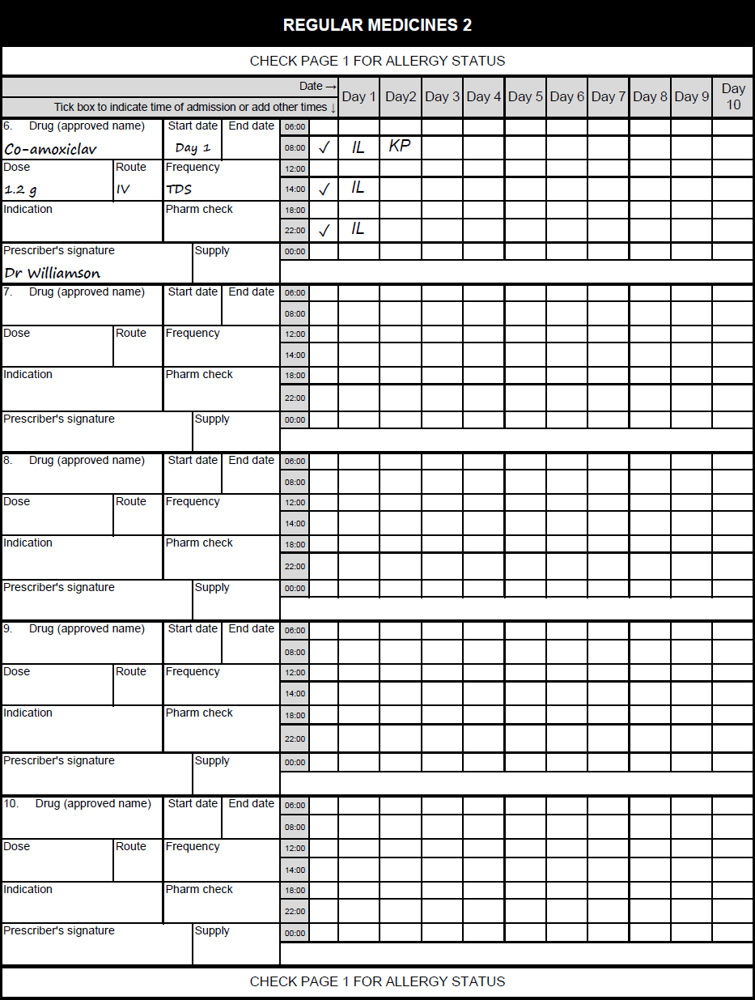 REGULAR MEDICINES 2
CHECK PAGE 1 FOR ALLERGY STATUS
Date → Day 1 Day2 Day 3 Day 4 Day 5 Day 6 Day 7 Day 8 Day 9 Day 10
Tick box to indicate time of admission or add other times ↓
6. Drug (approved name) Start date End date 06:00
Co-amoxiclav Day 1 08:00 ✓ IL KP
Dose Route Frequency 12:00
1.2 g IV TDS 14:00 ✓ IL
Indication Pharm check 18:00
22:00 ✓ IL
Prescriber's signature Supply 00:00
Dr Williamson
7. Drug (approved name) Start date End date 06:00
08:00
Dose Route Frequency 12:00
14:00
Indication Pharm check 18:00
22:00
Prescriber's signature Supply 00:00
8. Drug (approved name) Start date End date 06:00
08:00
Dose Route Frequency 12:00
14:00
Indication Pharm check 18:00
22:00
Prescriber's signature Supply 00:00
9. Drug (approved name) Start date End date 06:00
08:00
Dose Route Frequency 12:00
14:00
Indication Pharm check 18:00
22:00
Prescriber's signature Supply 00:00
10. Drug (approved name) Start date End date 06:00
08:00
Dose Route Frequency 12:00
14:00
Indication Pharm check 18:00
22:00
Prescriber's signature Supply 00:00
CHECK PAGE 1 FOR ALLERGY STATUS